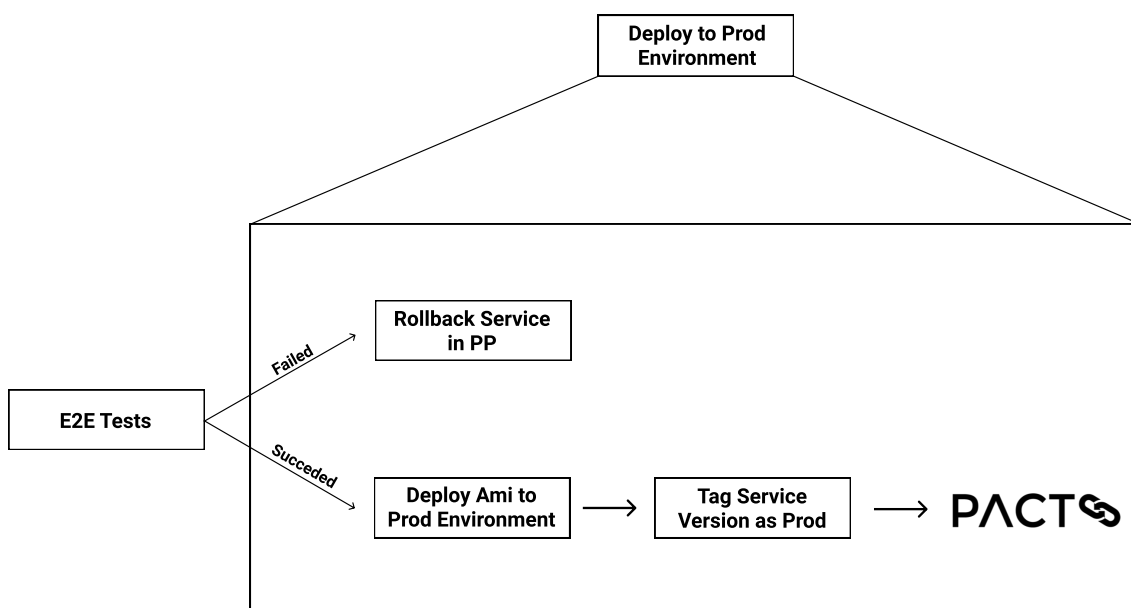 Deploy to Prod
Environment
Rollback Service
in PP
Failed
E2E Tests
Succeded
Deploy Ami to
Prod Environment
Tag Service
Version as Prod
PACT